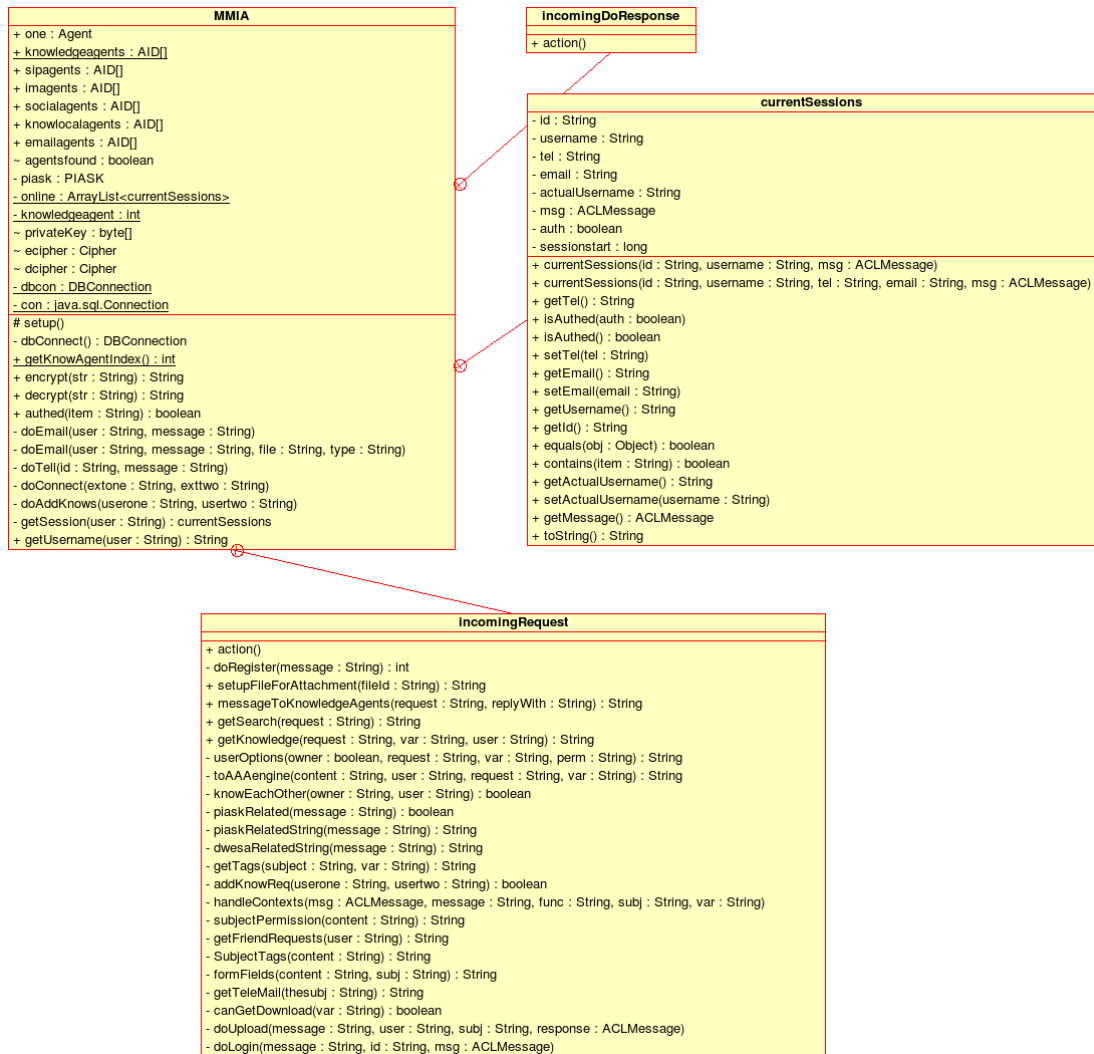 MMIA
+ one : Agent
+ knowledgeagents : AID[]
+ sipagents : AID[]
+ imagents : AID[]
+ socialagents : AID[]
+ knowlocalagents : AID[]
+ emailagents : AID[]
~ agentsfound : boolean
- piask : PIASK
- online : ArrayList<currentSessions>
- knowledgeagent : int
~ privateKey : byte[]
~ ecipher : Cipher
~ dcipher : Cipher
- dbcon : DBConnection
- con : java.sql.Connection
# setup()
- dbConnect() : DBConnection
+ getKnowAgentIndex() : int
+ encrypt(str : String) : String
+ decrypt(str : String) : String
+ authed(item : String) : boolean
- doEmail(user : String, message : String)
- doEmail(user : String, message : String, file : String, type : String)
- doTell(id : String, message : String)
- doConnect(extone : String, exttwo : String)
- doAddKnows(userone : String, usertwo : String)
- getSession(user : String) : currentSessions
+ getUsername(user : String) : String
incomingDoResponse
+ action()
currentSessions
- id : String
- username : String
- tel : String
- email : String
- actualUsername : String
- msg : ACLMessage
- auth : boolean
- sessionstart : long
+ currentSessions(id : String, username : String, msg : ACLMessage)
+ currentSessions(id : String, username : String, tel : String, email : String, msg : ACLMessage)
+ getTel() : String
+ isAuthed(auth : boolean)
+ isAuthed() : boolean
+ setTel(tel : String)
+ getEmail() : String
+ setEmail(email : String)
+ getUsername() : String
+ getId() : String
+ equals(obj : Object) : boolean
+ contains(item : String) : boolean
+ getActualUsername() : String
+ setActualUsername(username : String)
+ getMessage() : ACLMessage
+ toString() : String
incomingRequest
+ action()
- doRegister(message : String) : int
+ setupFileForAttachment(fileId : String) : String
+ messageToKnowledgeAgents(request : String, replyWith : String) : String
+ getSearch(request : String) : String
+ getKnowledge(request : String, var : String, user : String) : String
- userOptions(owner : boolean, request : String, var : String, perm : String) : String
- toAAAengine(content : String, user : String, request : String, var : String) : String
- knowEachOther(owner : String, user : String) : boolean
- piaskRelated(message : String) : boolean
- piaskRelatedString(message : String) : String
- dwesaRelatedString(message : String) : String
- getTags(subject : String, var : String) : String
- addKnowReq(userone : String, usertwo : String) : boolean
- handleContexts(msg : ACLMessage, message : String, func : String, subj : String, var : String)
- subjectPermission(content : String) : String
- getFriendRequests(user : String) : String
- SubjectTags(content : String) : String
- formFields(content : String, subj : String) : String
- getTeleMail(thesubj : String) : String
- canGetDownload(var : String) : boolean
- doUpload(message : String, user : String, subj : String, response : ACLMessage)
- doLogin(message : String, id : String, msg : ACLMessage)